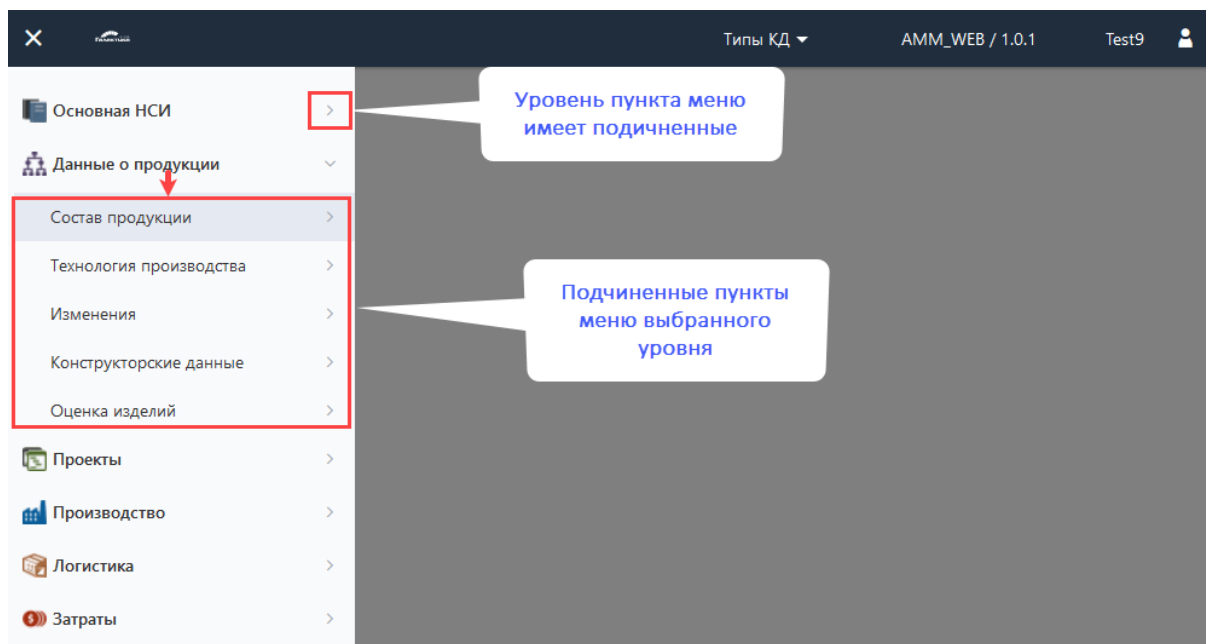 Типы КД
AMM_WEB / 1.0.1
Test9
Основная НСИ
Уровень пункта меню
имеет подичненные
Данные о продукции
Состав продукции
Технология производства
Подчиненные пункты
меню выбранного
уровня
Изменения
Конструкторские данные
Оценка изделий
Проекты
Производство
Логистика
Затраты